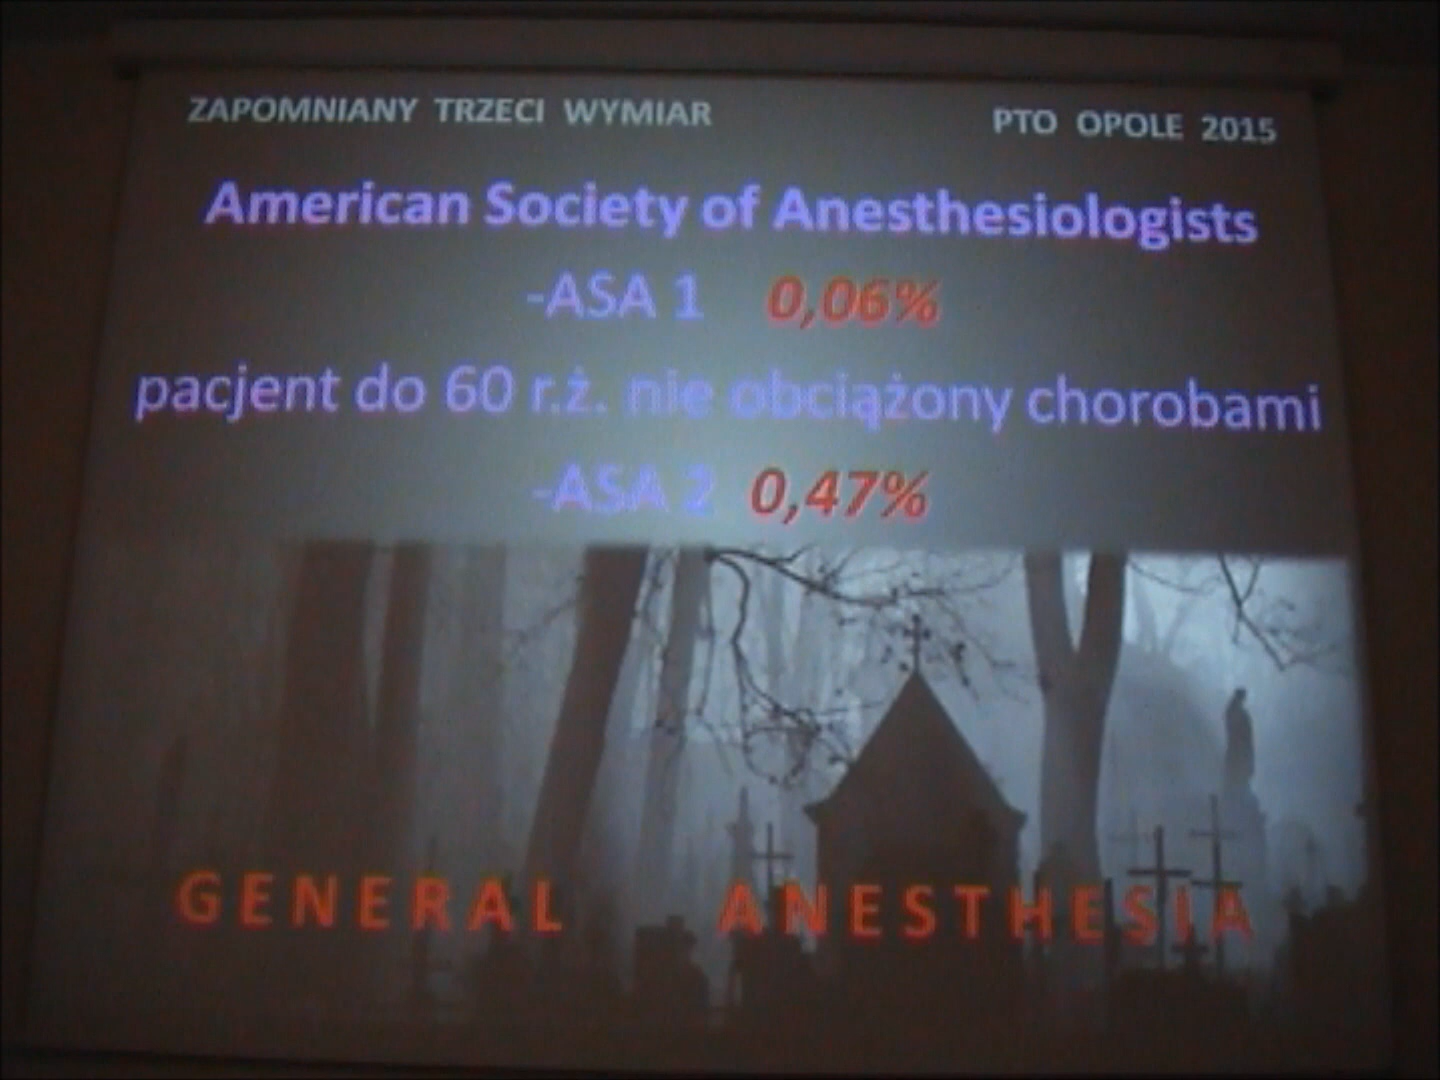 ZAPOMNIANY TRZECI WYMIAR
PTO OPOLE 2015
American Society of Anesthesiologists
-ASA 1 0,06%
pacjent do 60 r.ż. nie obciążony chorobami
-ASA 2 0,47%
GENERAL ANESTHESIA